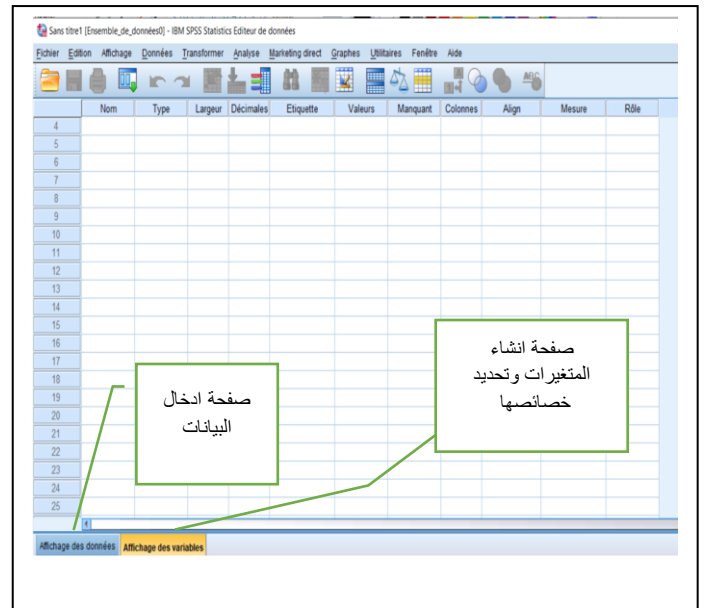 Sans titre1 [Ensemble_de_données0] - IBM SPSS Statistics Editeur de données
Fichier Edition Affichage Données Transformer Analyse Marketing direct Graphes Utilitaires Fenêtre Aide
Nom Type Largeur Décimales Etiquette Valeurs Manquant Colonnes Align Mesure Rôle
4
5
6
7
8
9
10
11
12
13
14
15
16
17
18
19
20
21
22
23
24
25
صفحة انشاء
المتغيرات وتحديد
خصائصها
صفحة ادخال
البيانات
Affichage des données Affichage des variables